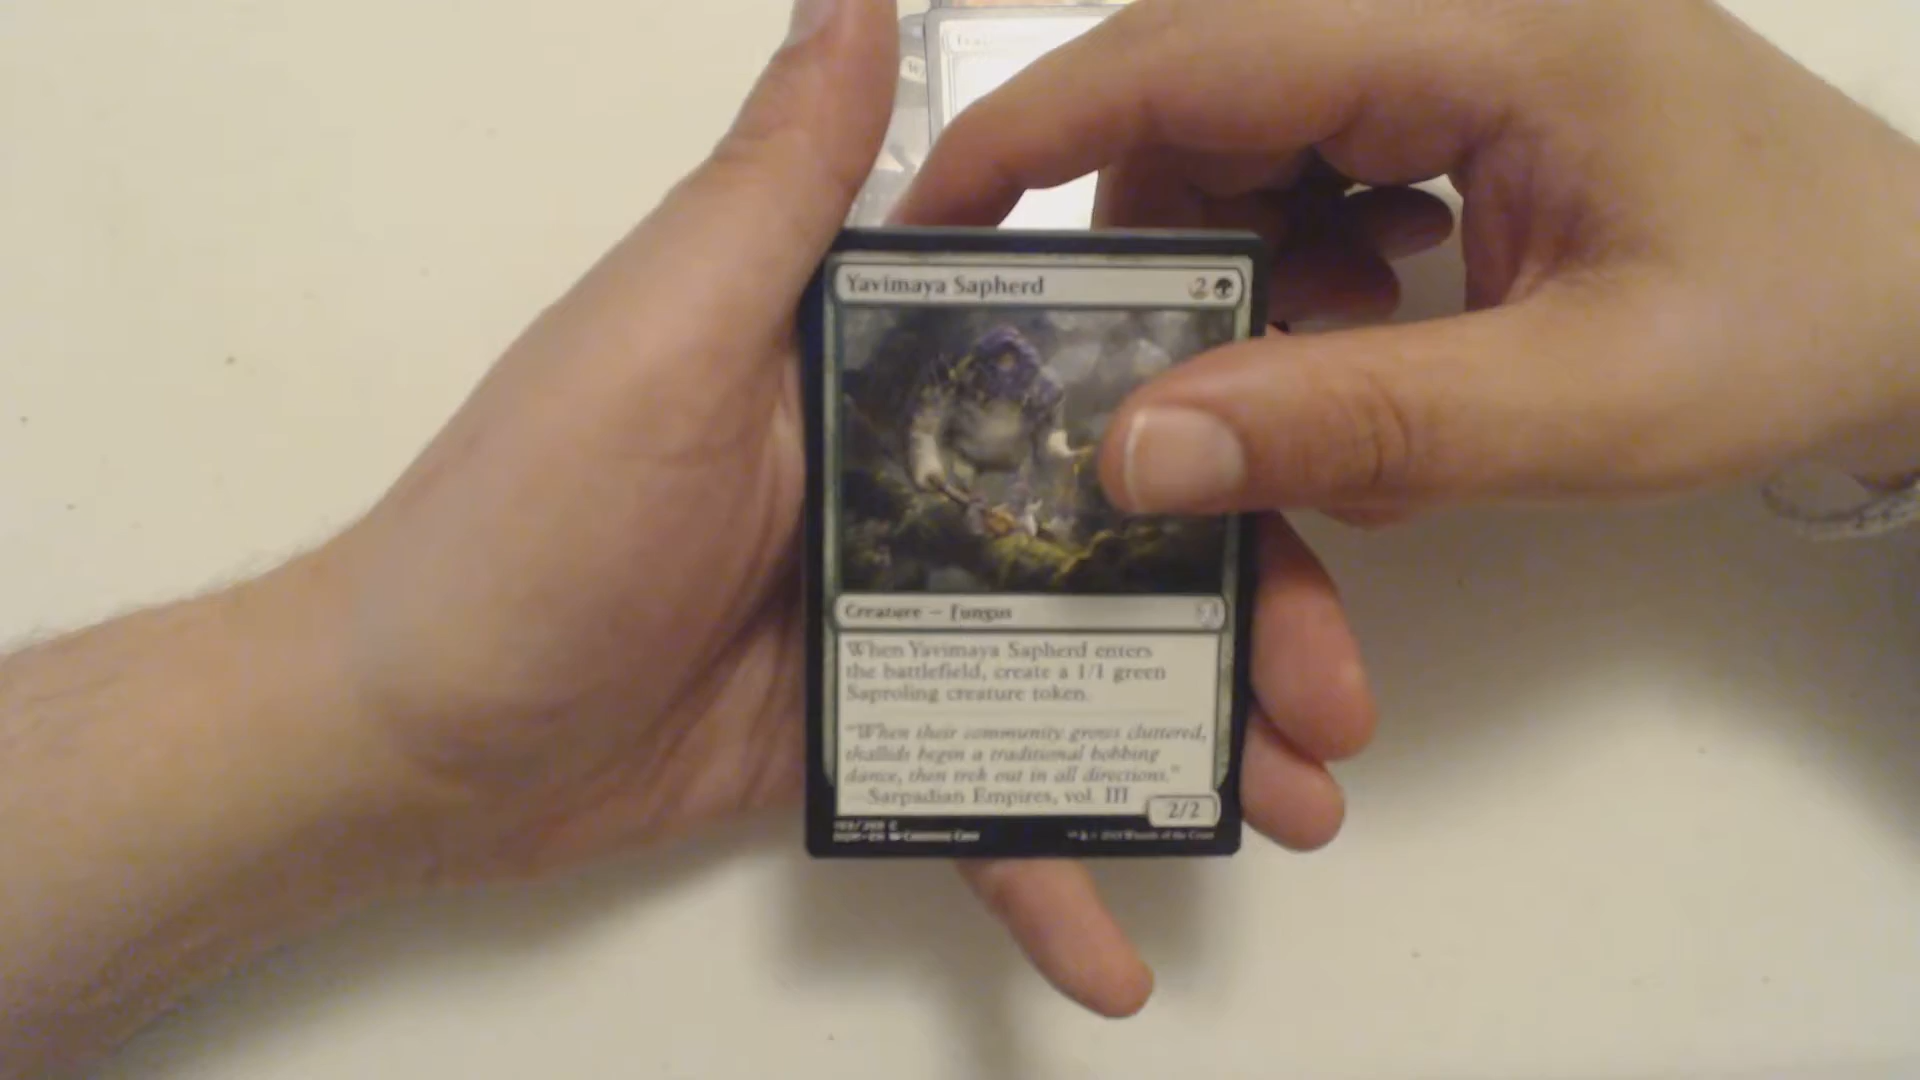 Yavimaya Sapherd 2
Creature — Fungus
When Yavimaya Sapherd enters
the battlefield, create a 1/1 green
Saproling creature token.
"When their community grows cluttered,
thallids begin a traditional bobbing
dance, then trek out in all directions."
—Sarpadian Empires, vol. III
2/2